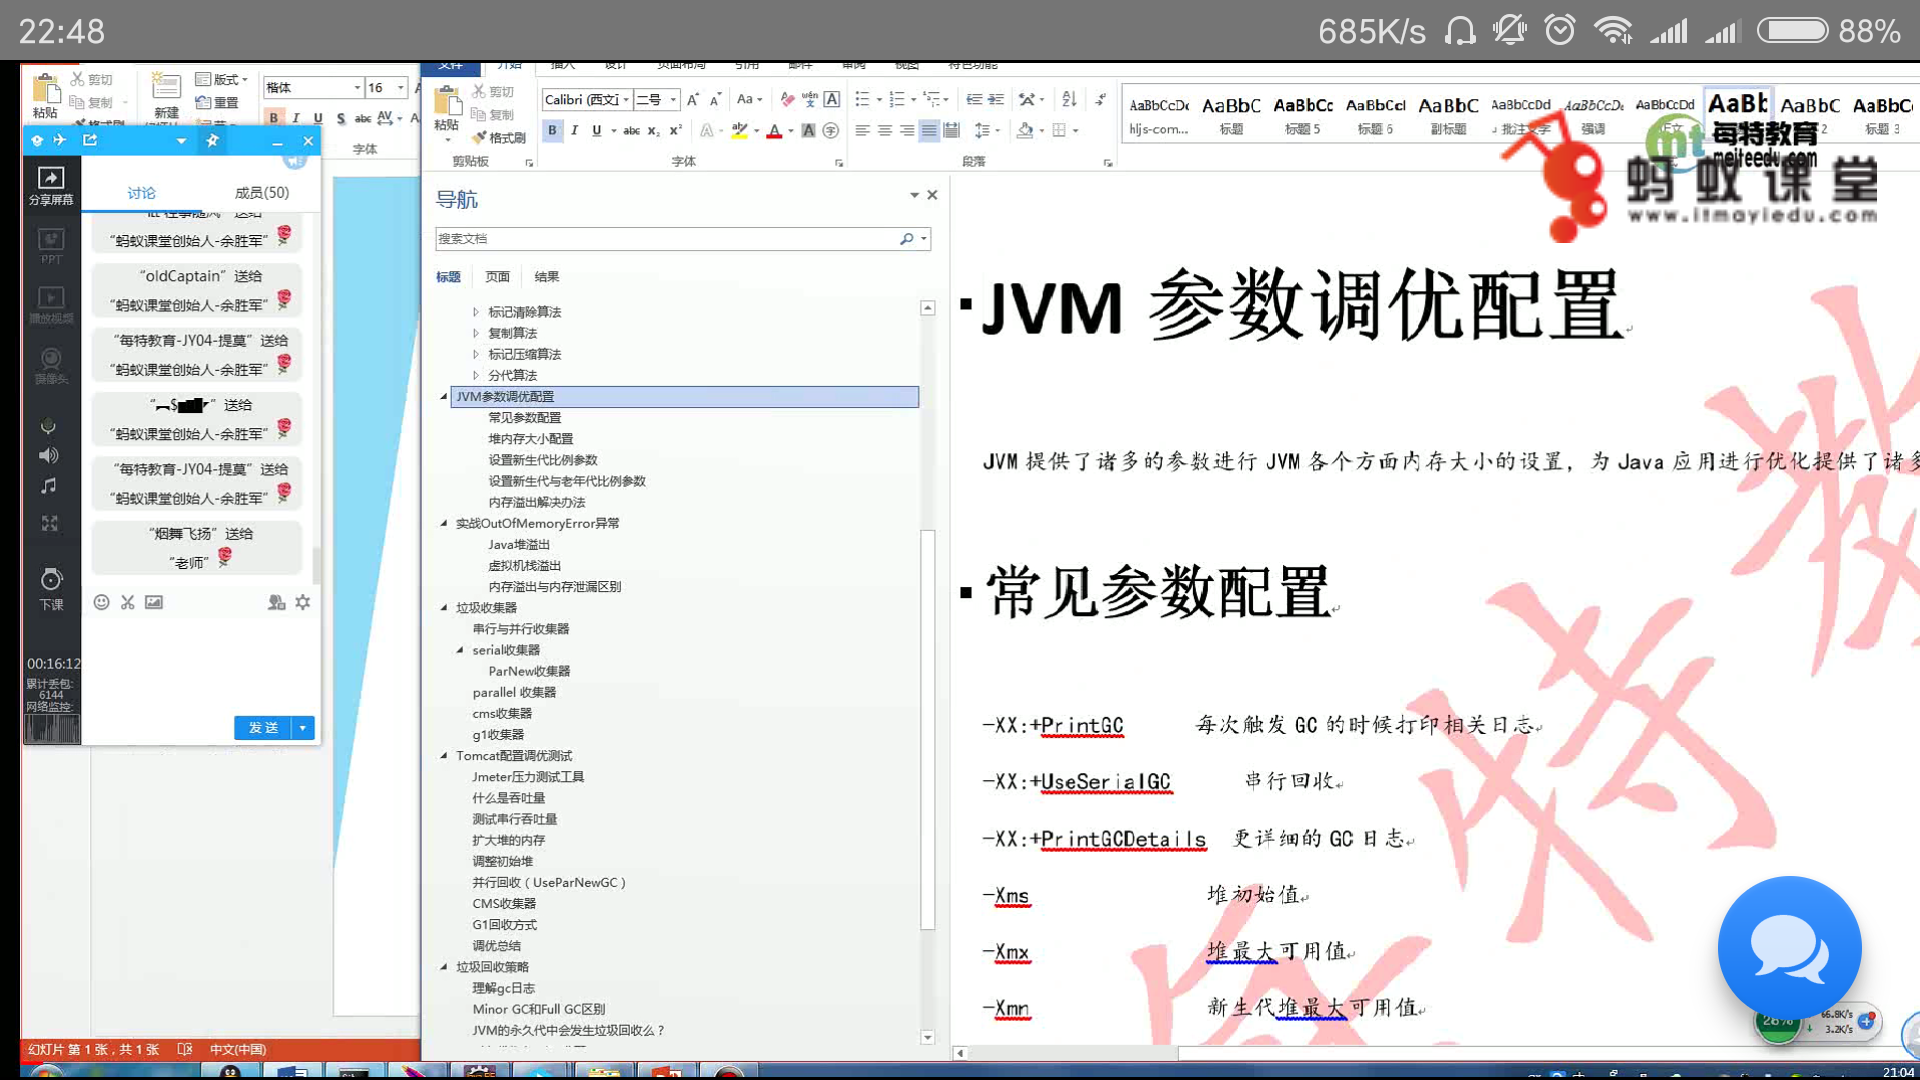 22:48
685K/s
88%
剪切
复制
粘贴
新建
版式
重置
楷体
16
B I U S abc AV
字体
文件 开始 插入 设计 页面布局 引用 邮件 审阅 视图 特色功能
剪切
复制
格式刷
粘贴
剪贴板
Calibri (西文)
二号
字体
段落
AaBbCcDc
hljs-com...
AaBbC
标题
AaBbCc
标题 5
AaBbCcl
标题 6
AaBbC
副标题
AaBbCcDd
批注文字
AaBbCcDc
强调
AaBbCcDd
正文
AaBb
AaBbC
2
AaBbCc
标题 3
每特教育
meiteedu.com
蚂蚁课堂
www.itmayiedu.com
分享屏幕
PPT
播放视频
摄像头
下课
00:16:12
累计丢包:
6144
网络监控:
讨论
成员(50)
“蚂蚁课堂创始人-余胜军”
“oldCaptain” 送给
“蚂蚁课堂创始人-余胜军”
“每特教育-JY04-提莫” 送给
“蚂蚁课堂创始人-余胜军”
送给
“蚂蚁课堂创始人-余胜军”
“每特教育-JY04-提莫” 送给
“蚂蚁课堂创始人-余胜军”
“烟舞飞扬” 送给
“老师”
发送
导航
搜索文档
标题
页面
结果
标记清除算法
复制算法
标记压缩算法
分代算法
JVM参数调优配置
常见参数配置
堆内存大小配置
设置新生代比例参数
设置新生代与老年代比例参数
内存溢出解决办法
实战OutOfMemoryError异常
Java堆溢出
虚拟机栈溢出
内存溢出与内存泄漏区别
垃圾收集器
串行与并行收集器
serial收集器
ParNew收集器
parallel 收集器
cms收集器
g1收集器
Tomcat配置调优测试
Jmeter压力测试工具
什么是吞吐量
测试串行吞吐量
扩大堆的内存
调整初始堆
并行回收（UseParNewGC）
CMS收集器
G1回收方式
调优总结
垃圾回收策略
理解gc日志
Minor GC和Full GC区别
JVM的永久代中会发生垃圾回收么？
JVM 参数调优配置
JVM 提供了诸多的参数进行 JVM 各个方面内存大小的设置，为 Java 应用进行优化提供了诸多
常见参数配置
-XX:+PrintGC 每次触发 GC 的时候打印相关日志
-XX:+UseSerialGC 串行回收
-XX:+PrintGCDetails 更详细的 GC 日志
-Xms 堆初始值
-Xmx 堆最大可用值
-Xmn 新生代堆最大可用值
3.2K/s
幻灯片 第 1 张，共 1 张
中文(中国)
21:04